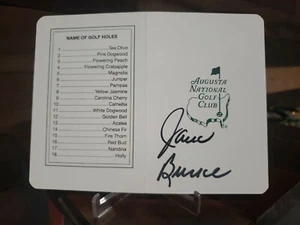 NAME OF GOLF HOLES
1 Tea Olive
2 Pink Dogwood
3 Flowering Peach
4 Flowering Crabapple
5 Magnolia
6 Juniper
7 Pampas
8 Yellow Jasmine
9 Carolina Cherry
10 Camellia
11 White Dogwood
12 Golden Bell
13 Azalea
14 Chinese Fir
15 Fire Thorn
16 Red Bud
17 Nandina
18 Holly
AUGUSTA
NATIONAL
GOLF
CLUB